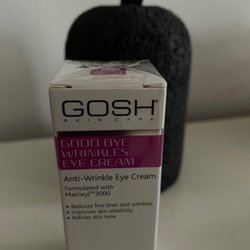 GOSH
SKIN CARE
GOOD BYE
WRINKLES
EYE CREAM
Anti-Wrinkle Eye Cream
Formulated with
Matrixyl™3000
• Reduces fine lines and wrinkles
• Improves skin elasticity
• Refines skin tone